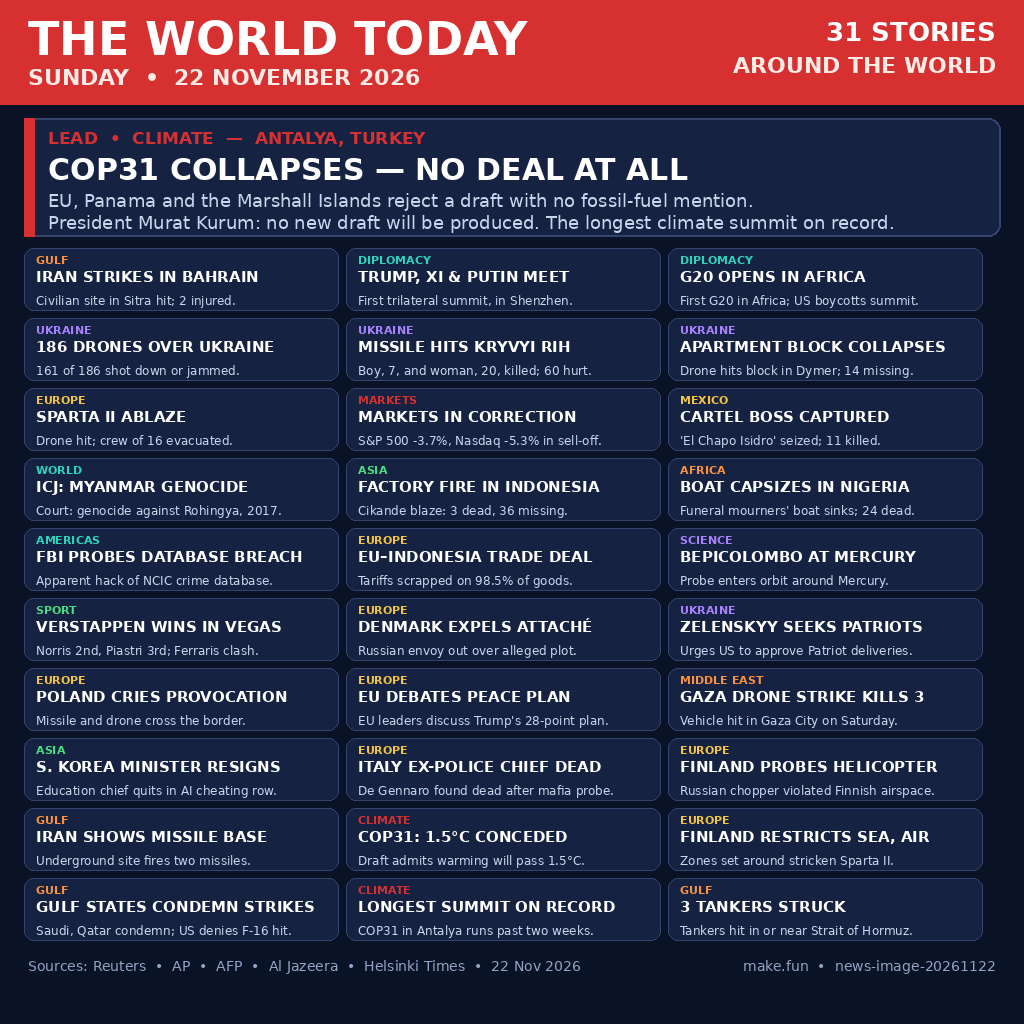 THE WORLD TODAY
SUNDAY • 22 NOVEMBER 2026
31 STORIES
AROUND THE WORLD
LEAD • CLIMATE — ANTALYA, TURKEY
COP31 COLLAPSES — NO DEAL AT ALL
EU, Panama and the Marshall Islands reject a draft with no fossil-fuel mention.
President Murat Kurum: no new draft will be produced. The longest climate summit on record.
GULF
IRAN STRIKES IN BAHRAIN
Civilian site in Sitra hit; 2 injured.
DIPLOMACY
TRUMP, XI & PUTIN MEET
First trilateral summit, in Shenzhen.
DIPLOMACY
G20 OPENS IN AFRICA
First G20 in Africa; US boycotts summit.
UKRAINE
186 DRONES OVER UKRAINE
161 of 186 shot down or jammed.
UKRAINE
MISSILE HITS KRYVYI RIH
Boy, 7, and woman, 20, killed; 60 hurt.
UKRAINE
APARTMENT BLOCK COLLAPSES
Drone hits block in Dymer; 14 missing.
EUROPE
SPARTA II ABLAZE
Drone hit; crew of 16 evacuated.
MARKETS
MARKETS IN CORRECTION
S&P 500 -3.7%, Nasdaq -5.3% in sell-off.
MEXICO
CARTEL BOSS CAPTURED
'El Chapo Isidro' seized; 11 killed.
WORLD
ICJ: MYANMAR GENOCIDE
Court: genocide against Rohingya, 2017.
ASIA
FACTORY FIRE IN INDONESIA
Cikande blaze: 3 dead, 36 missing.
AFRICA
BOAT CAPSIZES IN NIGERIA
Funeral mourners' boat sinks; 24 dead.
AMERICAS
FBI PROBES DATABASE BREACH
Apparent hack of NCIC crime database.
EUROPE
EU–INDONESIA TRADE DEAL
Tariffs scrapped on 98.5% of goods.
SCIENCE
BEPICOLOMBO AT MERCURY
Probe enters orbit around Mercury.
SPORT
VERSTAPPEN WINS IN VEGAS
Norris 2nd, Piastri 3rd; Ferraris clash.
EUROPE
DENMARK EXPELS ATTACHÉ
Russian envoy out over alleged plot.
UKRAINE
ZELENSKYY SEEKS PATRIOTS
Urges US to approve Patriot deliveries.
EUROPE
POLAND CRIES PROVOCATION
Missile and drone cross the border.
EUROPE
EU DEBATES PEACE PLAN
EU leaders discuss Trump's 28-point plan.
MIDDLE EAST
GAZA DRONE STRIKE KILLS 3
Vehicle hit in Gaza City on Saturday.
ASIA
S. KOREA MINISTER RESIGNS
Education chief quits in AI cheating row.
EUROPE
ITALY EX-POLICE CHIEF DEAD
De Gennaro found dead after mafia probe.
EUROPE
FINLAND PROBES HELICOPTER
Russian chopper violated Finnish airspace.
GULF
IRAN SHOWS MISSILE BASE
Underground site fires two missiles.
CLIMATE
COP31: 1.5°C CONCEDED
Draft admits warming will pass 1.5°C.
EUROPE
FINLAND RESTRICTS SEA, AIR
Zones set around stricken Sparta II.
GULF
GULF STATES CONDEMN STRIKES
Saudi, Qatar condemn; US denies F-16 hit.
CLIMATE
LONGEST SUMMIT ON RECORD
COP31 in Antalya runs past two weeks.
GULF
3 TANKERS STRUCK
Tankers hit in or near Strait of Hormuz.
Sources: Reuters • AP • AFP • Al Jazeera • Helsinki Times • 22 Nov 2026
make.fun • news-image-20261122